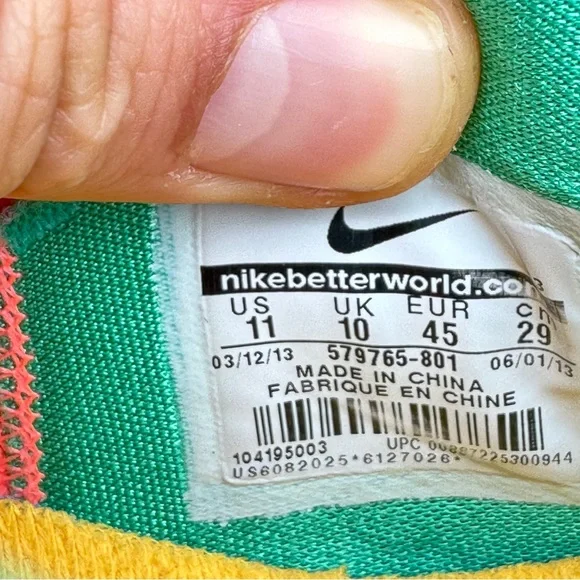 nikebetterworld.com
US UK EUR cm
11 10 45 29
03/12/13 579765-801 06/01/13
MADE IN CHINA
FABRIQUE EN CHINE
104195003 UPC 00887225300944
US6082025*6127026*